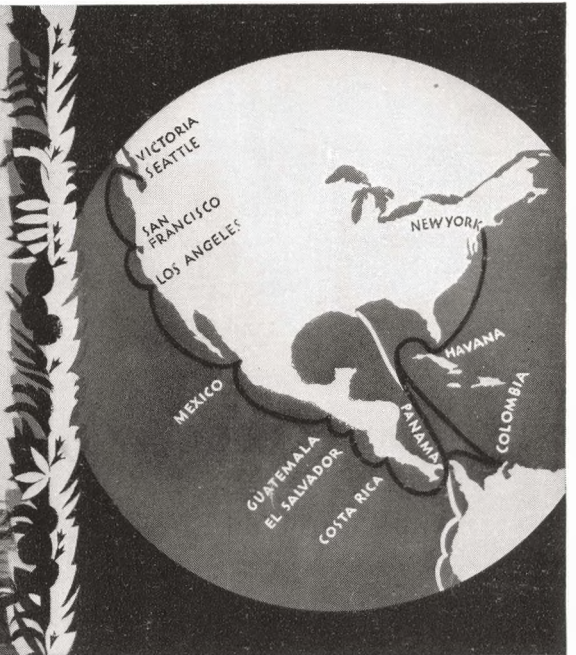 VICTORIA
SEATTLE
SAN
FRANCISCO
LOS ANGELES
NEW YORK
HAVANA
MEXICO
PANAMA
COLOMBIA
GUATEMALA
EL SALVADOR
COSTA RICA